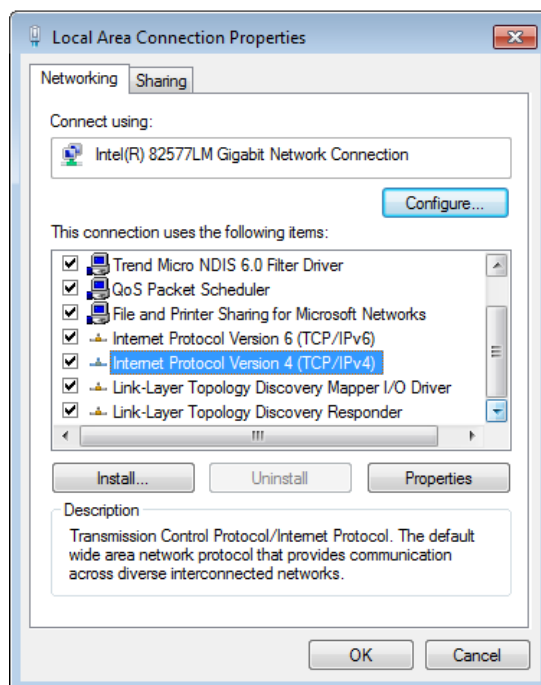 Local Area Connection Properties
Networking
Sharing
Connect using:
Intel(R) 82577LM Gigabit Network Connection
Configure...
This connection uses the following items:
Trend Micro NDIS 6.0 Filter Driver
QoS Packet Scheduler
File and Printer Sharing for Microsoft Networks
Internet Protocol Version 6 (TCP/IPv6)
Internet Protocol Version 4 (TCP/IPv4)
Link-Layer Topology Discovery Mapper I/O Driver
Link-Layer Topology Discovery Responder
Install...
Uninstall
Properties
Description
Transmission Control Protocol/Internet Protocol. The default
wide area network protocol that provides communication
across diverse interconnected networks.
OK
Cancel